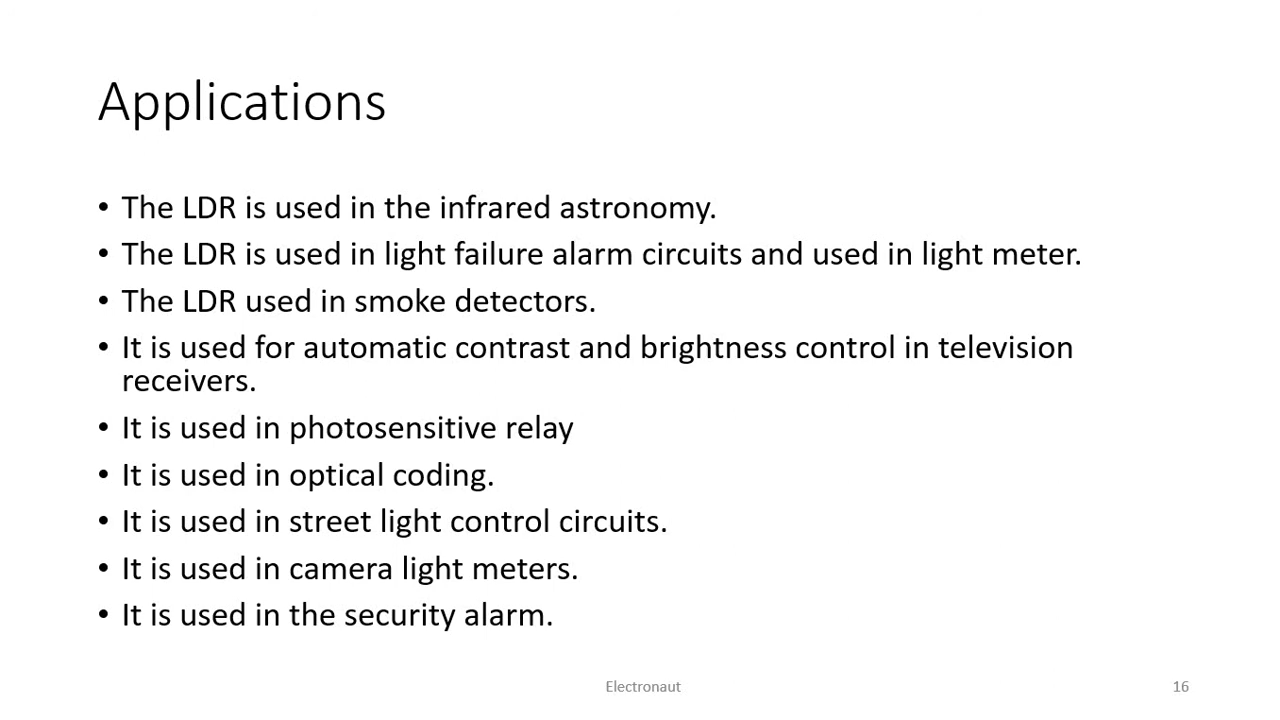 Applications
• The LDR is used in the infrared astronomy.
• The LDR is used in light failure alarm circuits and used in light meter.
• The LDR used in smoke detectors.
• It is used for automatic contrast and brightness control in television
receivers.
• It is used in photosensitive relay
• It is used in optical coding.
• It is used in street light control circuits.
• It is used in camera light meters.
• It is used in the security alarm.
Electronaut
16